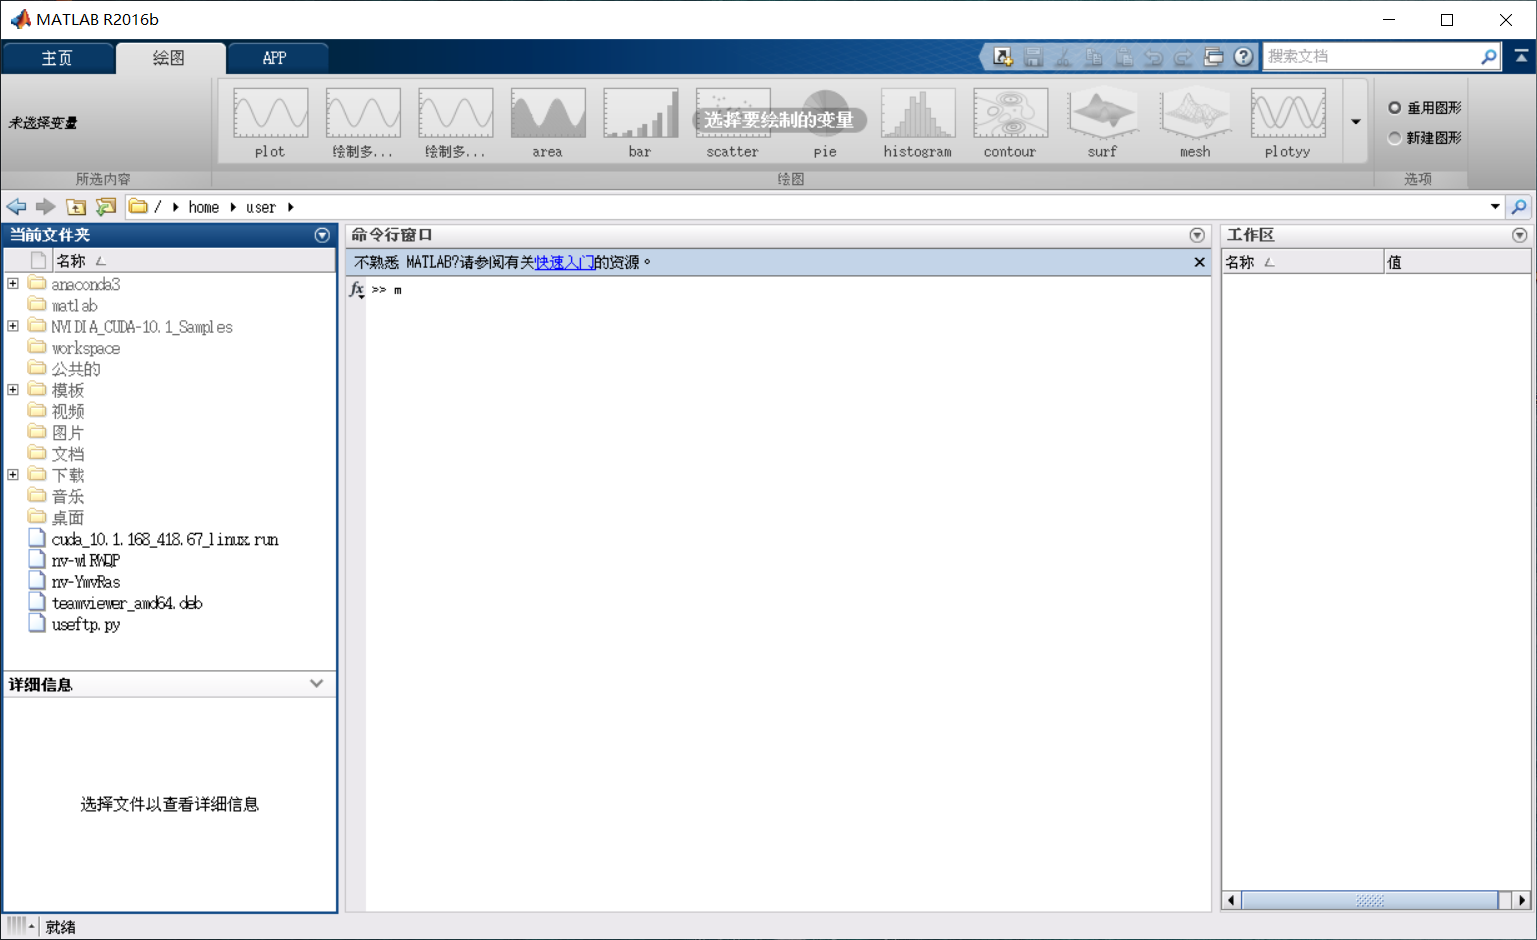 MATLAB R2016b
主页 绘图 APP
搜索文档
未选择变量
选择要绘制的变量
plot 绘制多... 绘制多... area bar scatter pie histogram contour surf mesh plotyy
重用图形
新建图形
所选内容 绘图 选项
/ home user
当前文件夹
名称
anaconda3
matlab
NVIDIA_CUDA-10.1_Samples
workspace
公共的
模板
视频
图片
文档
下载
音乐
桌面
cuda_10.1.168_418.67_linux.run
nv-wlRWQP
nv-YmvRas
teamviewer_amd64.deb
useftp.py
详细信息
选择文件以查看详细信息
命令行窗口
不熟悉 MATLAB?请参阅有关快速入门的资源。
fx >> m
工作区
名称 值
就绪